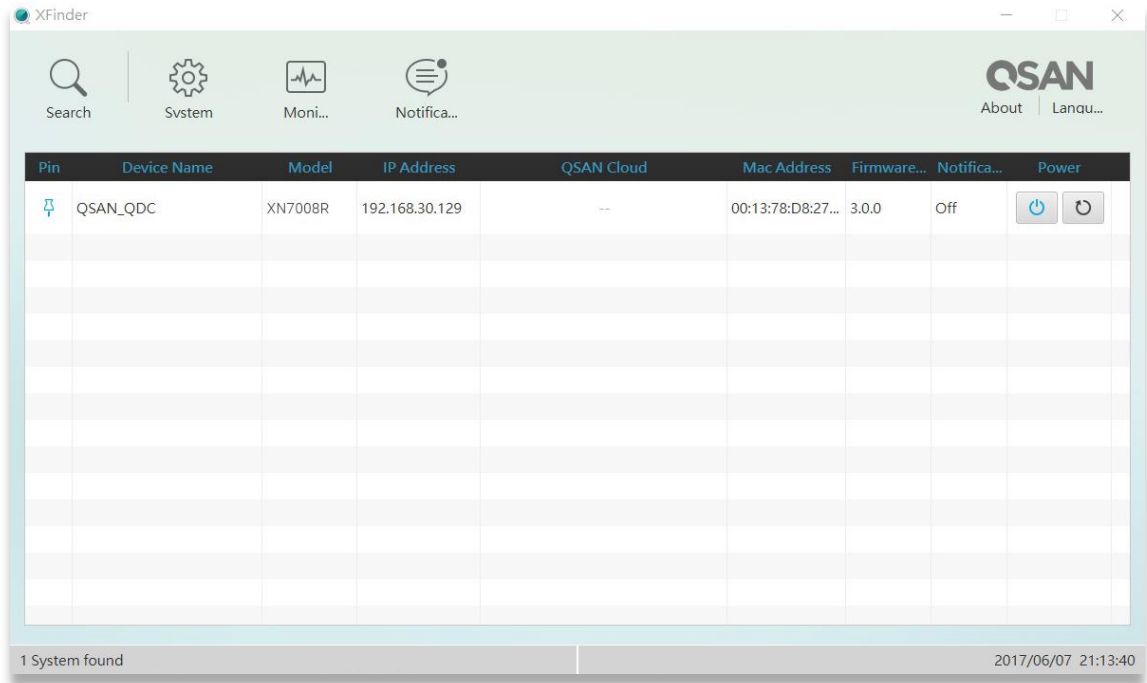 XFinder
QSAN
Search System Moni... Notifica... About Langu...
Pin Device Name Model IP Address QSAN Cloud Mac Address Firmware... Notifica... Power
QSAN_QDC XN7008R 192.168.30.129 -- 00:13:78:D8:27... 3.0.0 Off
1 System found 2017/06/07 21:13:40